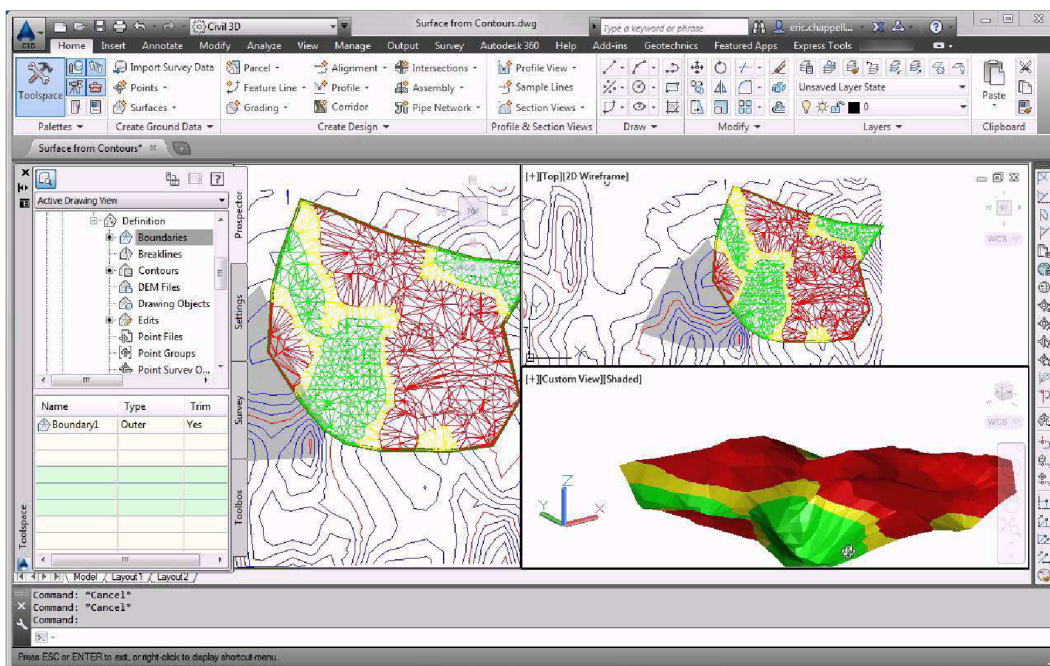 Civil 3D
Surface from Contours.dwg
Type a keyword or phrase
eric.chappell...
C3D
Home Insert Annotate Modify Analyze View Manage Output Survey Autodesk 360 Help Add-ins Geotechnics Featured Apps Express Tools
Toolspace
Import Survey Data
Points
Surfaces
Parcel
Feature Line
Grading
Alignment
Profile
Corridor
Intersections
Assembly
Pipe Network
Profile View
Sample Lines
Section Views
Unsaved Layer State
0
Paste
Palettes
Create Ground Data
Create Design
Profile & Section Views
Draw
Modify
Layers
Clipboard
Surface from Contours*
Active Drawing View
Definition
Boundaries
Breaklines
Contours
DEM Files
Drawing Objects
Edits
Point Files
Point Groups
Point Survey O...
Name Type Trim
Boundary1 Outer Yes
Prospector
Settings
Survey
Toolbox
Toolspace
TOP
WCS
[+][Top][2D Wireframe]
WCS
X
[+][Custom View][Shaded]
WCS
Z
Y
X
Model Layout1 Layout2
Command: *Cancel*
Command: *Cancel*
Command:
Press ESC or ENTER to exit, or right-click to display shortcut-menu.